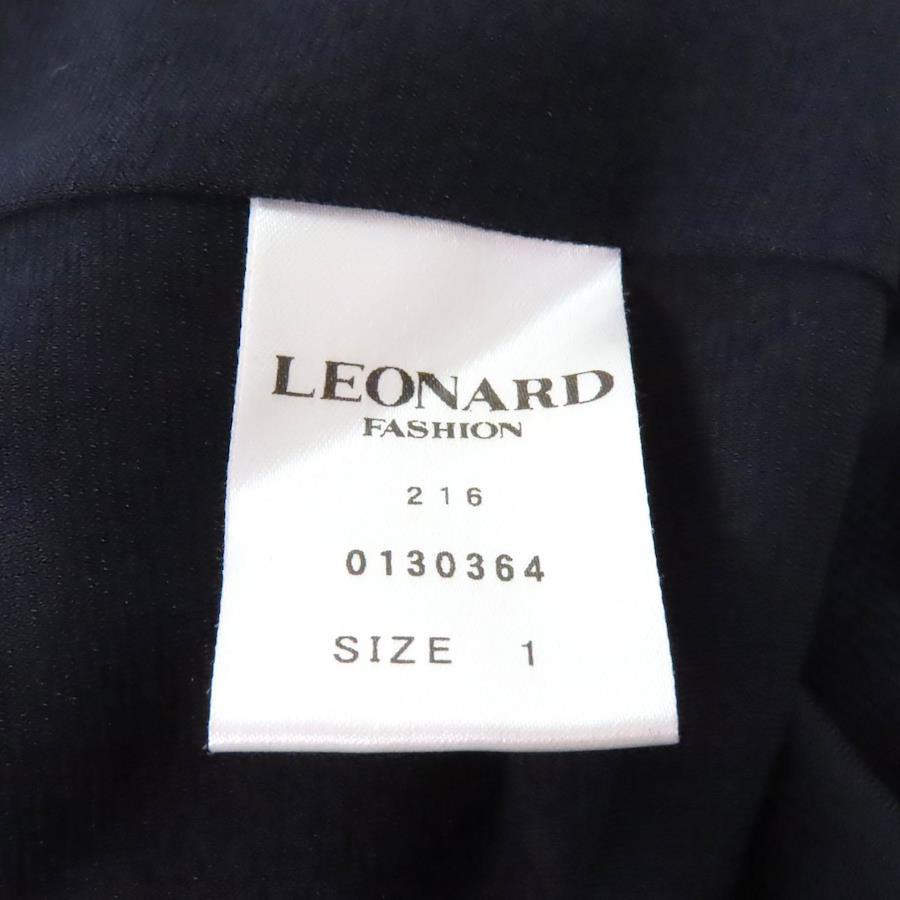 LEONARD
FASHION
216
0130364
SIZE 1